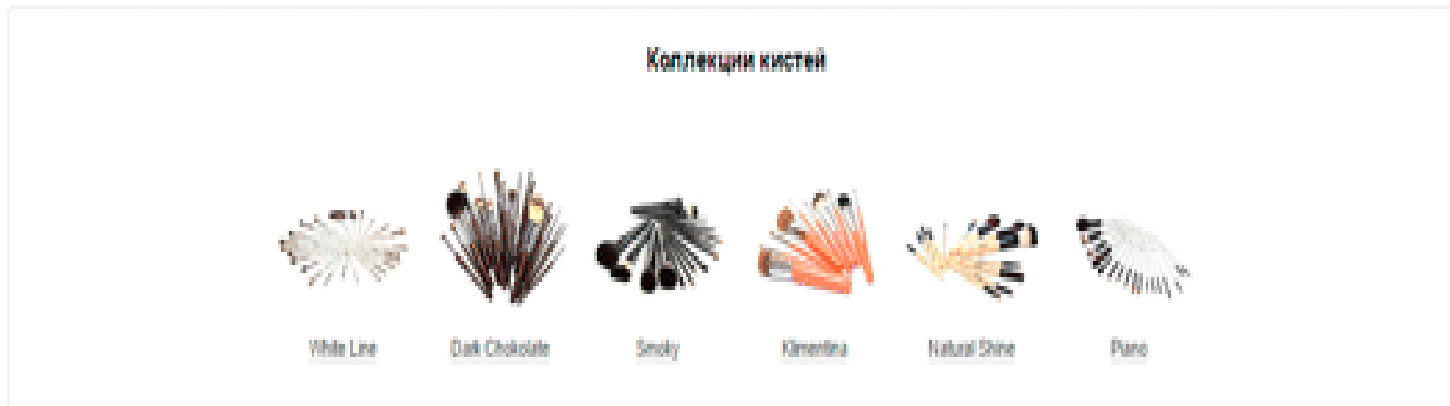 Коллекции кистей
White Line
Dark Chokolate
Smoky
Klmentina
Natural Shine
Piano